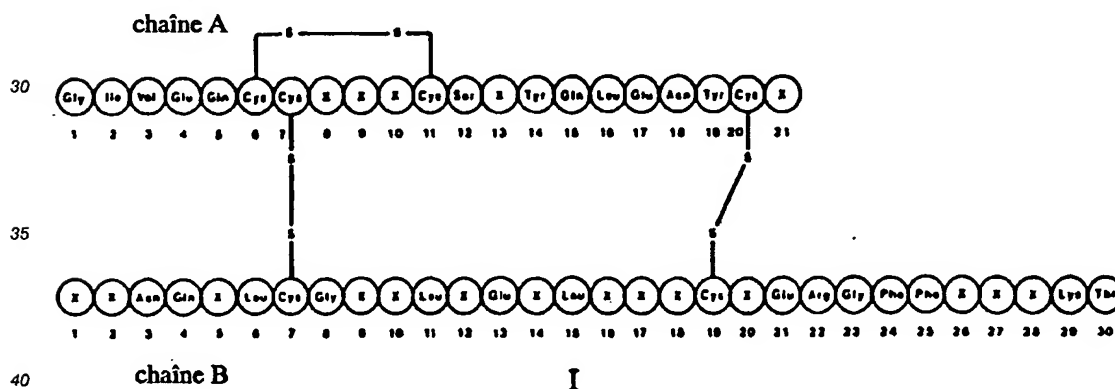 chaîne A
S S
30 Gly Ile Val Glu Gln Cys Cys X X X Cys Ser X Tyr Gln Leu Glu Asn Tyr Cys X
1 2 3 4 5 6 7 8 9 10 11 12 13 14 15 16 17 18 19 20 21
S S
35 S S
X X Asn Gln X Leu Cys Gly X X Leu X Glu X Leu X X X Cys X Glu Arg Gly Phe Phe X X X Lys Thr
1 2 3 4 5 6 7 8 9 10 11 12 13 14 15 16 17 18 19 20 21 22 23 24 25 26 27 28 29 30
40 chaîne B I